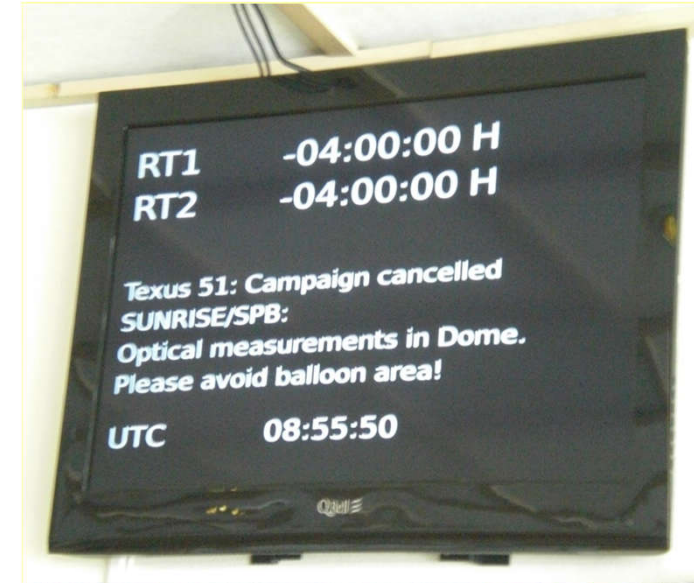 RT1 -04:00:00 H
RT2 -04:00:00 H
Texus 51: Campaign cancelled
SUNRISE/SPB:
Optical measurements in Dome.
Please avoid balloon area!
UTC 08:55:50